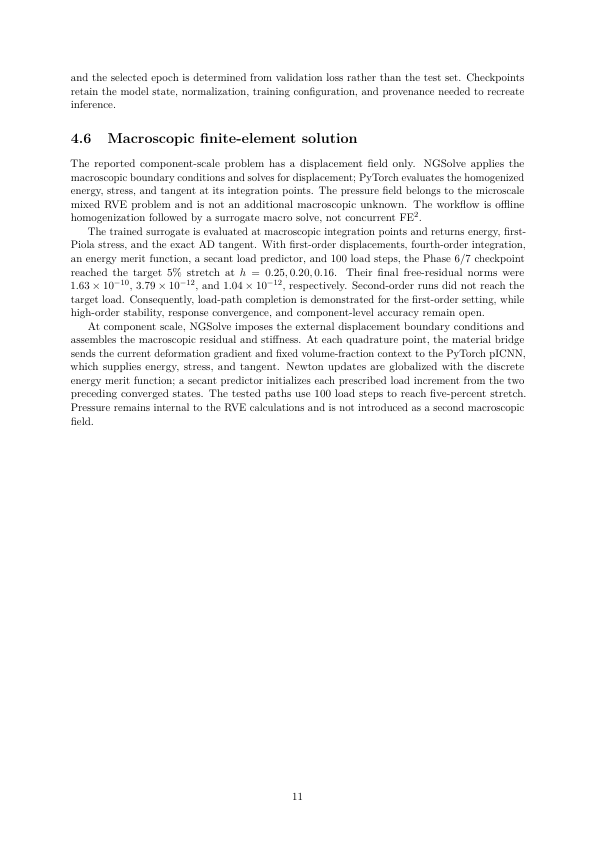 and the selected epoch is determined from validation loss rather than the test set. Checkpoints
retain the model state, normalization, training configuration, and provenance needed to recreate
inference.
4.6 Macroscopic finite-element solution
The reported component-scale problem has a displacement field only. NGSolve applies the
macroscopic boundary conditions and solves for displacement; PyTorch evaluates the homogenized
energy, stress, and tangent at its integration points. The pressure field belongs to the microscale
mixed RVE problem and is not an additional macroscopic unknown. The workflow is offline
homogenization followed by a surrogate macro solve, not concurrent FE².
The trained surrogate is evaluated at macroscopic integration points and returns energy, first-
Piola stress, and the exact AD tangent. With first-order displacements, fourth-order integration,
an energy merit function, a secant load predictor, and 100 load steps, the Phase 6/7 checkpoint
reached the target 5% stretch at h = 0.25, 0.20, 0.16. Their final free-residual norms were
1.63 × 10⁻¹⁰, 3.79 × 10⁻¹², and 1.04 × 10⁻¹², respectively. Second-order runs did not reach the
target load. Consequently, load-path completion is demonstrated for the first-order setting, while
high-order stability, response convergence, and component-level accuracy remain open.
At component scale, NGSolve imposes the external displacement boundary conditions and
assembles the macroscopic residual and stiffness. At each quadrature point, the material bridge
sends the current deformation gradient and fixed volume-fraction context to the PyTorch pICNN,
which supplies energy, stress, and tangent. Newton updates are globalized with the discrete
energy merit function; a secant predictor initializes each prescribed load increment from the two
preceding converged states. The tested paths use 100 load steps to reach five-percent stretch.
Pressure remains internal to the RVE calculations and is not introduced as a second macroscopic
field.
11